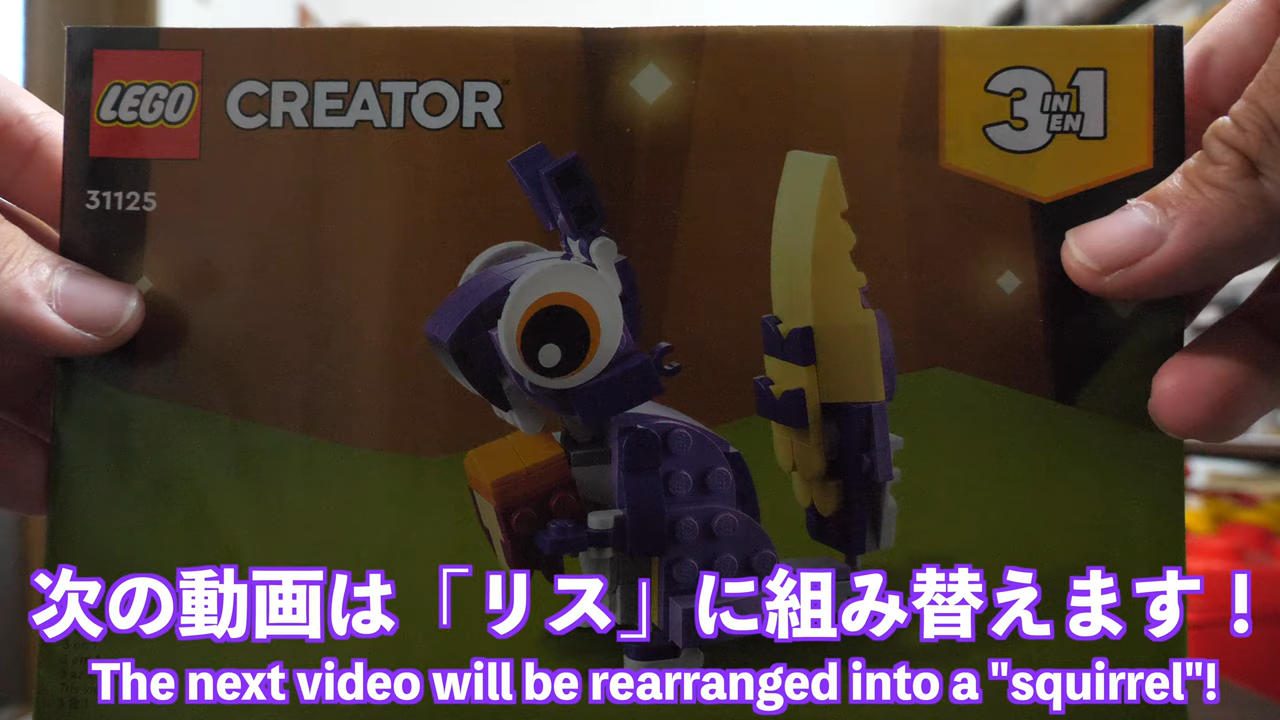 LEGO
CREATOR
3 IN EN 1
31125
次の動画は「リス」に組み替えます！
The next video will be rearranged into a "squirrel"!